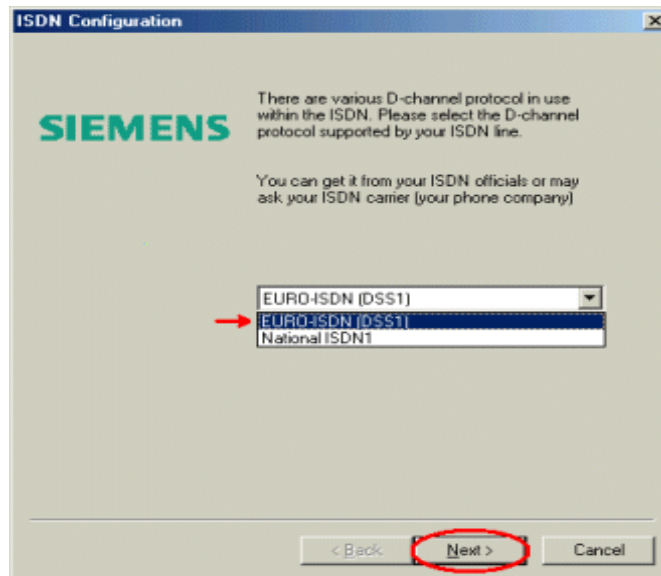 ISDN Configuration
SIEMENS
There are various D-channel protocol in use
within the ISDN. Please select the D-channel
protocol supported by your ISDN line.
You can get it from your ISDN officials or may
ask your ISDN carrier (your phone company)
EURO-ISDN (DSS1)
EURO-ISDN (DSS1)
National ISDN1
< Back
Next >
Cancel